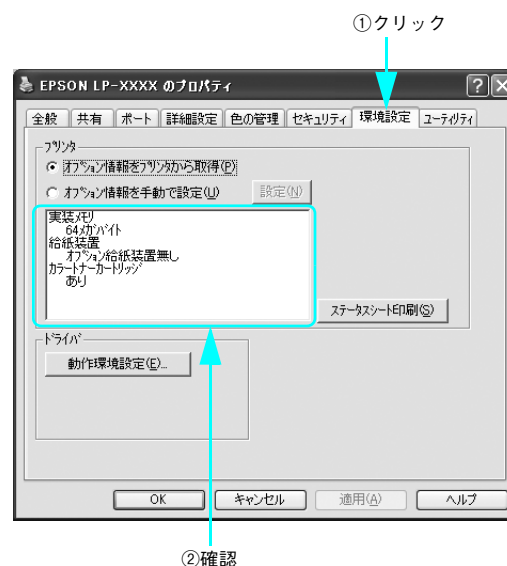 ①クリック
EPSON LP-XXXX のプロパティ
全般 共有 ポート 詳細設定 色の管理 セキュリティ 環境設定 ユーティリティ
プリンタ
オプション情報をプリンタから取得(P)
オプション情報を手動で設定(U) 設定(N)
実装メモリ
64メガバイト
給紙装置
オプション給紙装置無し
カラートナーカートリッジ
あり
ステータスシート印刷(S)
ドライバ
動作環境設定(E)...
OK キャンセル 適用(A) ヘルプ
②確認